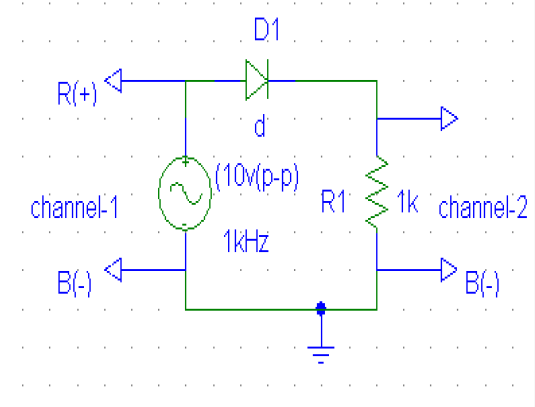 D1
R(+)
d
(10v(p-p)
channel-1
R1
1k
channel-2
1kHz
B(-)
B(-)